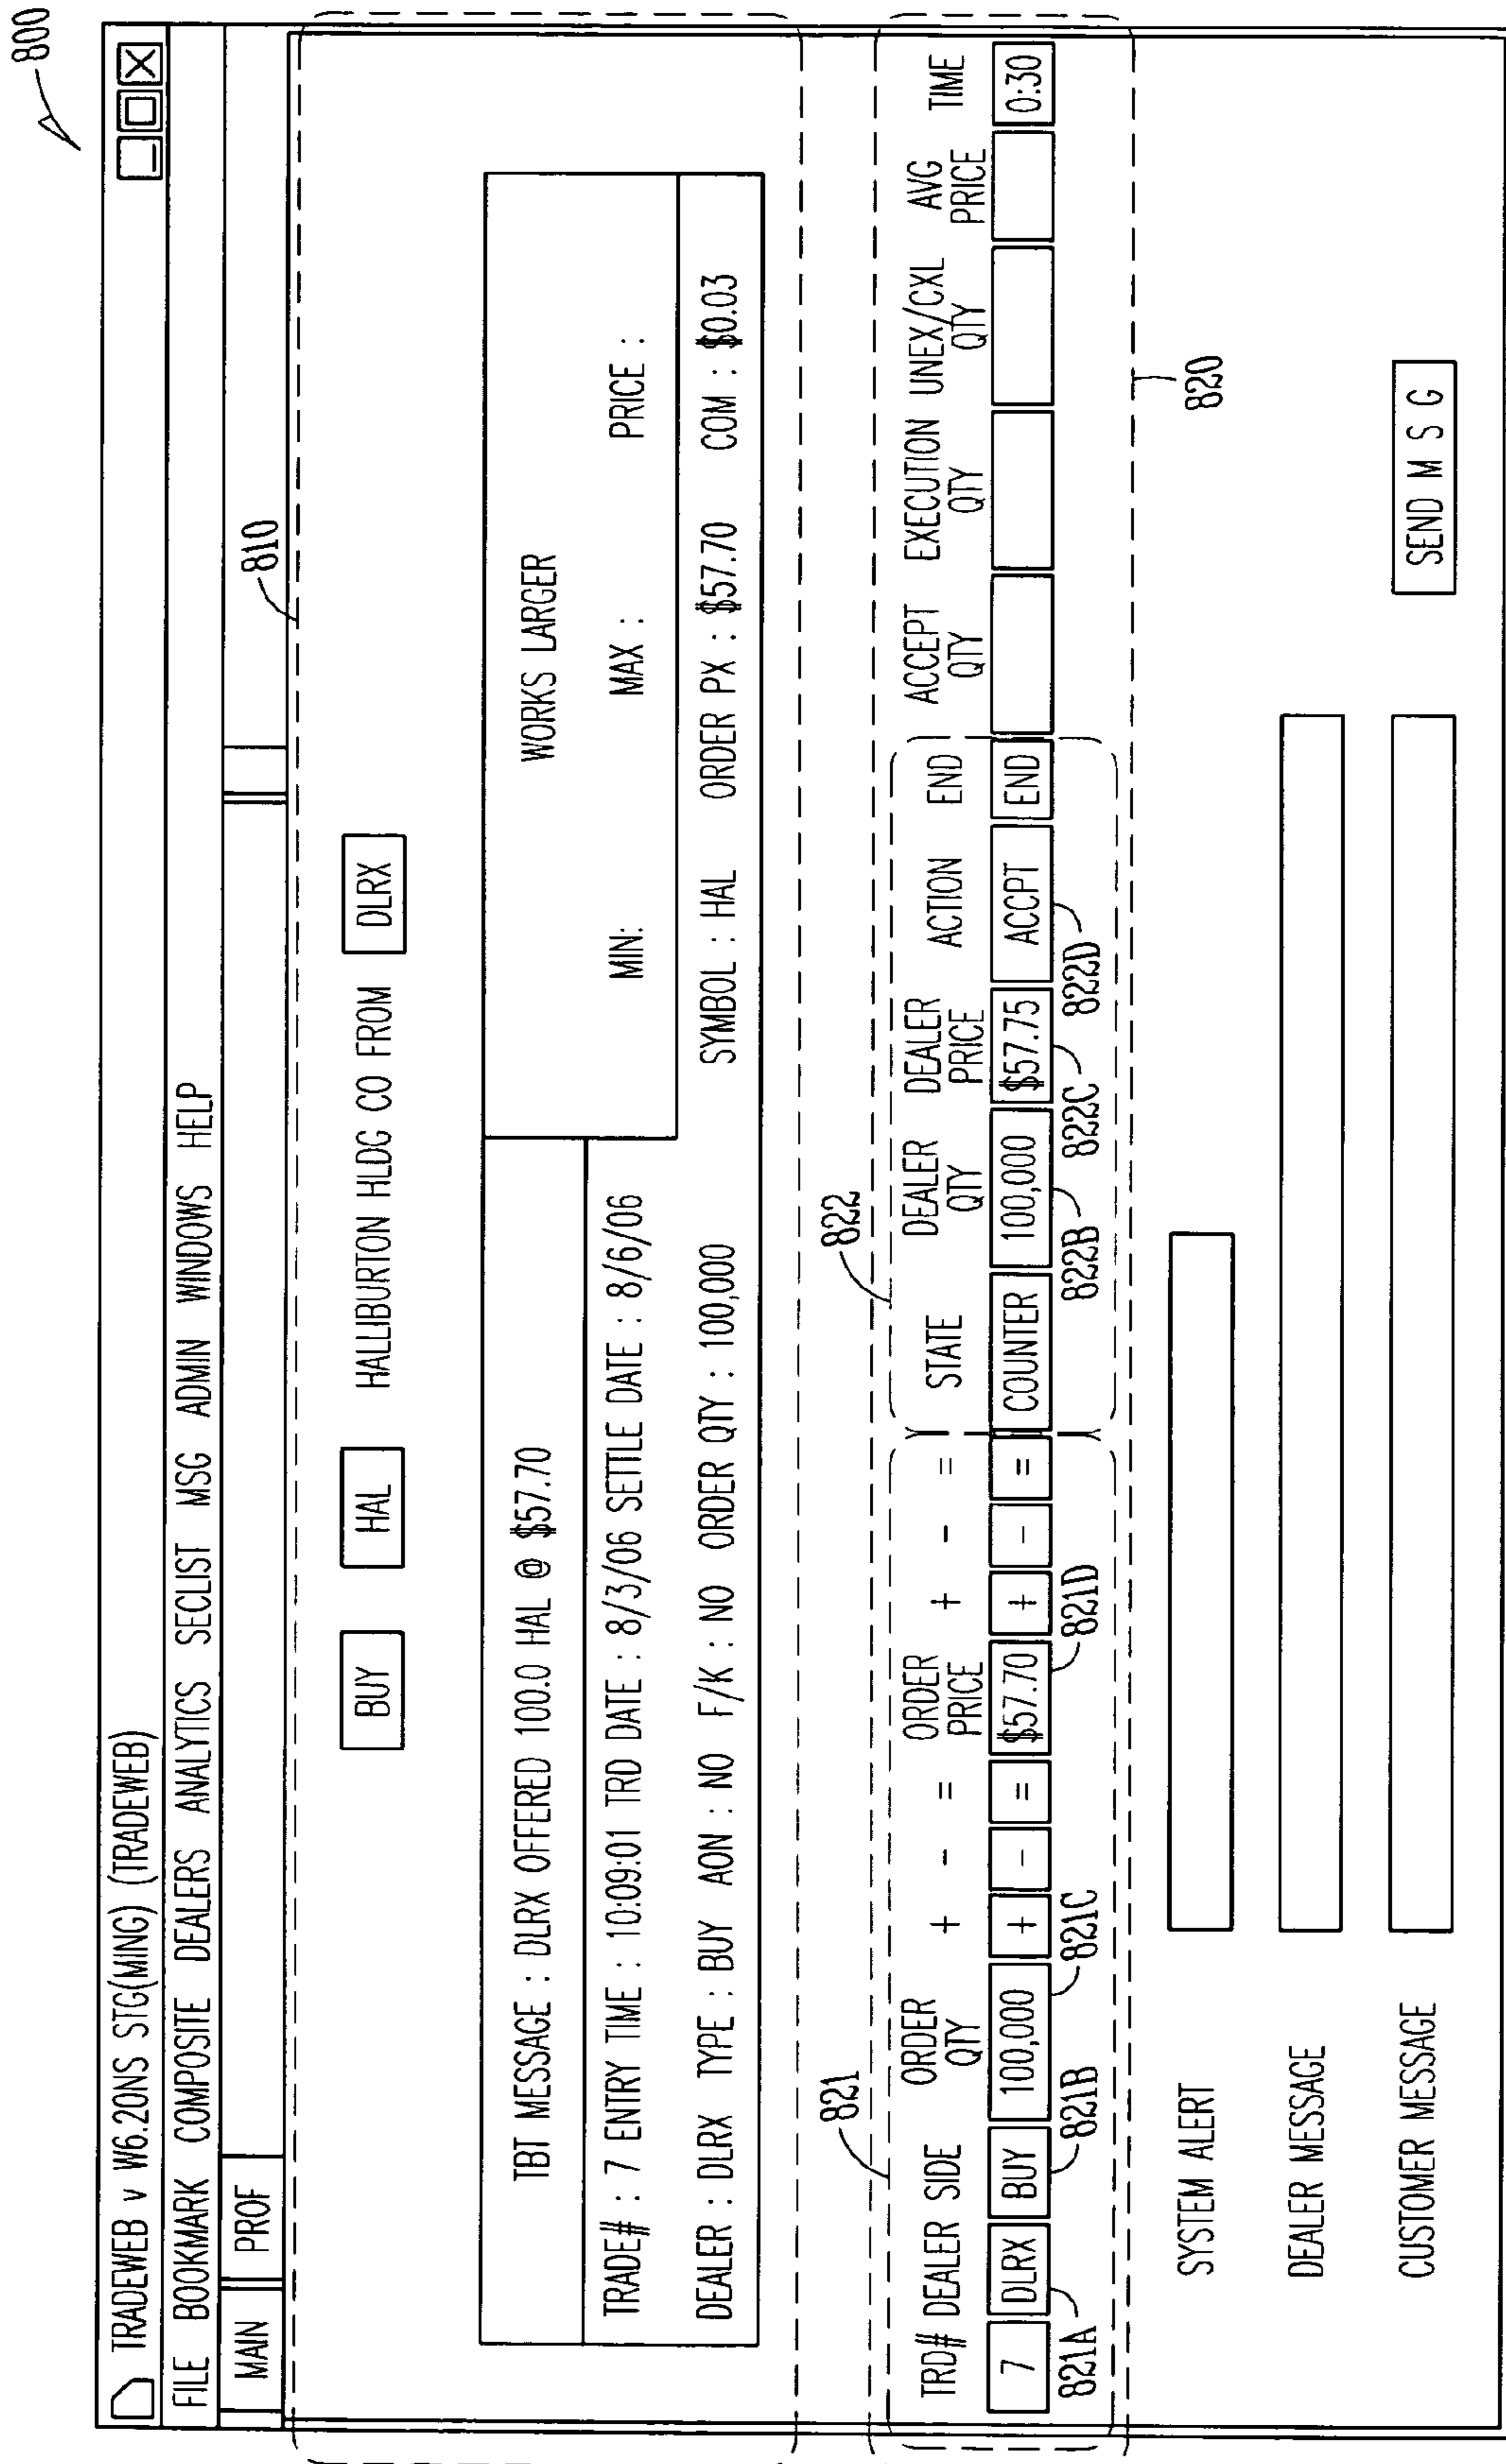 800
TRADEWEB v W6.20NS STG(MING) (TRADEWEB)
FILE BOOKMARK COMPOSITE DEALERS ANALYTICS SECLIST MSG ADMIN WINDOWS HELP
MAIN PROF
810
BUY HAL HALLIBURTON HLDG CO FROM DLRX
TBT MESSAGE : DLRX OFFERED 100.0 HAL @ $57.70
WORKS LARGER
MIN: MAX : PRICE :
TRADE# : 7 ENTRY TIME : 10:09:01 TRD DATE : 8/3/06 SETTLE DATE : 8/6/06
DEALER : DLRX TYPE : BUY AON : NO F/K : NO ORDER QTY : 100,000 SYMBOL : HAL ORDER PX : $57.70 COM : $0.03
821 822
TRD# DEALER SIDE ORDER QTY + - = ORDER PRICE + - = STATE DEALER QTY DEALER PRICE ACTION END ACCEPT QTY EXECUTION QTY UNEX/CXL QTY AVG PRICE TIME
7 DLRX BUY 100,000 + - = $57.70 + - = COUNTER 100,000 $57.75 ACCPT END 0:30
821A 821B 821C 821D 822B 822C 822D
820
SYSTEM ALERT
DEALER MESSAGE
CUSTOMER MESSAGE SEND M S G